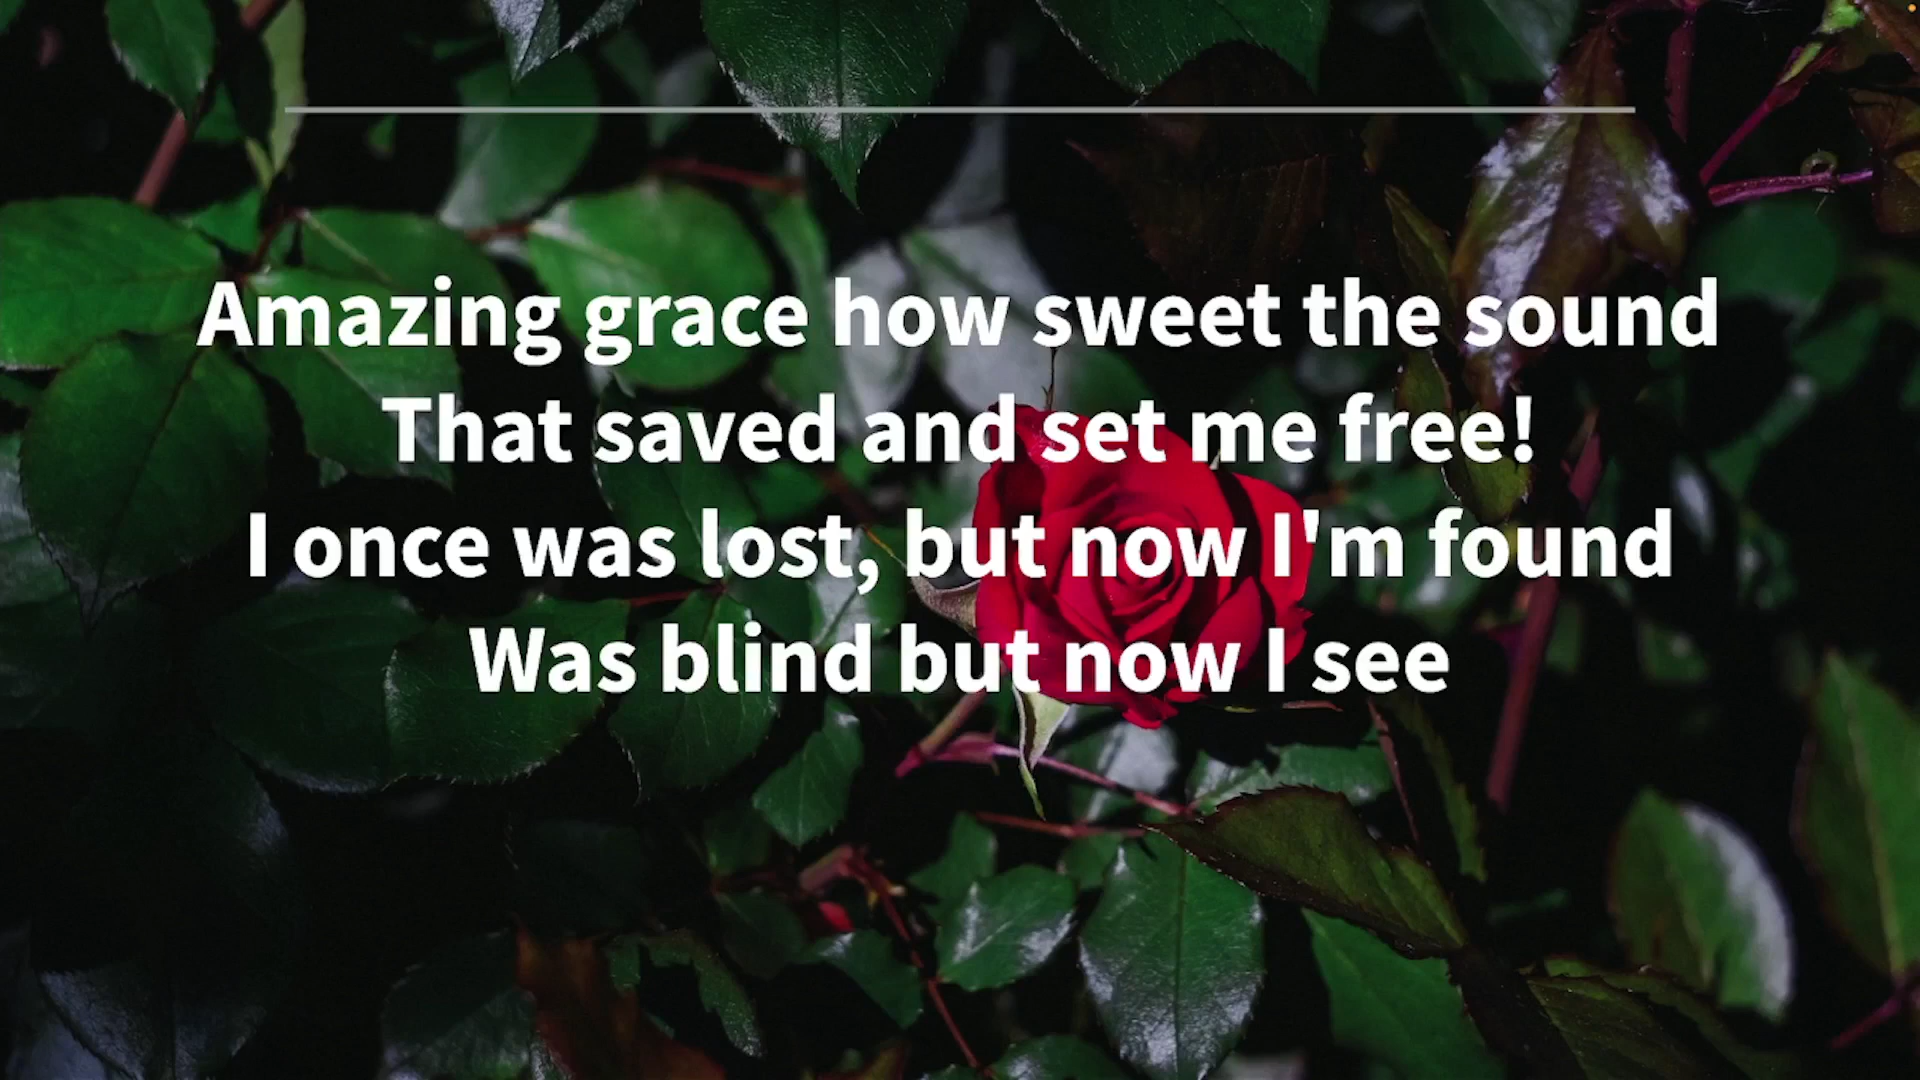 Amazing grace how sweet the sound
That saved and set me free!
I once was lost, but now I'm found
Was blind but now I see